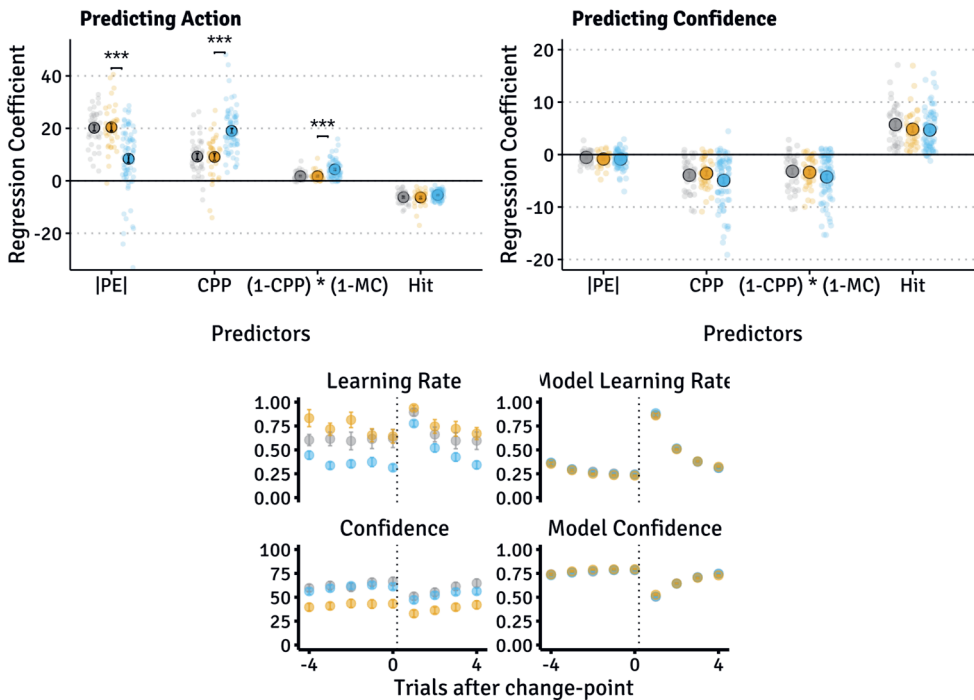 Predicting Action
Regression Coefficient
40
20
0
-20
***
***
***
|PE|
CPP
(1-CPP) * (1-MC)
Hit
Predictors
Predicting Confidence
Regression Coefficient
20
10
0
-10
-20
|PE|
CPP
(1-CPP) * (1-MC)
Hit
Predictors
Learning Rate
1.00
0.75
0.50
0.25
0.00
Model Learning Rate
1.00
0.75
0.50
0.25
0.00
Confidence
100
75
50
25
0
-4
0
4
Model Confidence
1.00
0.75
0.50
0.25
0.00
-4
0
4
Trials after change-point